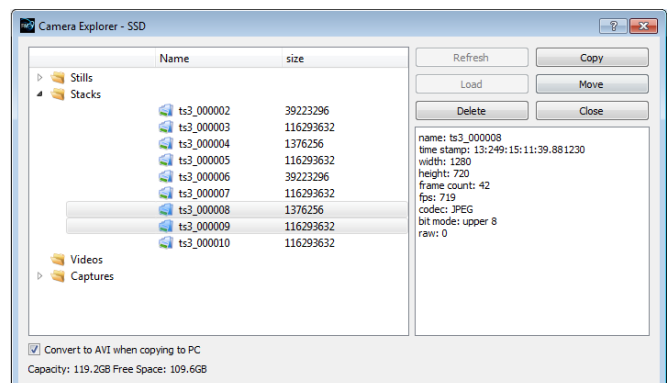 Camera Explorer - SSD
Name size
Stills
Stacks
ts3_000002 39223296
ts3_000003 116293632
ts3_000004 1376256
ts3_000005 116293632
ts3_000006 39223296
ts3_000007 116293632
ts3_000008 1376256
ts3_000009 116293632
ts3_000010 116293632
Videos
Captures
Refresh Copy
Load Move
Delete Close
name: ts3_000008
time stamp: 13:249:15:11:39.881230
width: 1280
height: 720
frame count: 42
fps: 719
codec: JPEG
bit mode: upper 8
raw: 0
Convert to AVI when copying to PC
Capacity: 119.2GB Free Space: 109.6GB